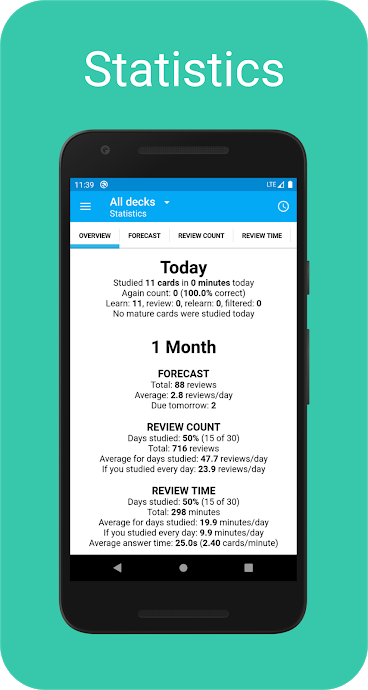 Statistics
11:39 LTE
All decks
Statistics
OVERVIEW FORECAST REVIEW COUNT REVIEW TIME
Today
Studied 11 cards in 0 minutes today
Again count: 0 (100.0% correct)
Learn: 11, review: 0, relearn: 0, filtered: 0
No mature cards were studied today
1 Month
FORECAST
Total: 88 reviews
Average: 2.8 reviews/day
Due tomorrow: 2
REVIEW COUNT
Days studied: 50% (15 of 30)
Total: 716 reviews
Average for days studied: 47.7 reviews/day
If you studied every day: 23.9 reviews/day
REVIEW TIME
Days studied: 50% (15 of 30)
Total: 298 minutes
Average for days studied: 19.9 minutes/day
If you studied every day: 9.9 minutes/day
Average answer time: 25.0s (2.40 cards/minute)